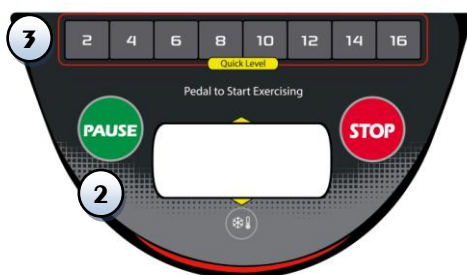 3 2 4 6 8 10 12 14 16
Quick Level
Pedal to Start Exercising
PAUSE STOP
2